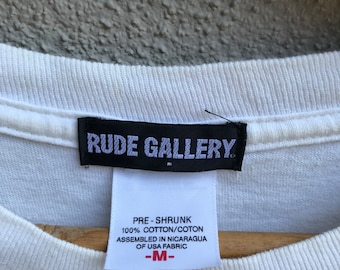 RUDE GALLERY
PRE-SHRUNK
100% COTTON/COTON
ASSEMBLED IN NICARAGUA
OF USA FABRIC
-M-